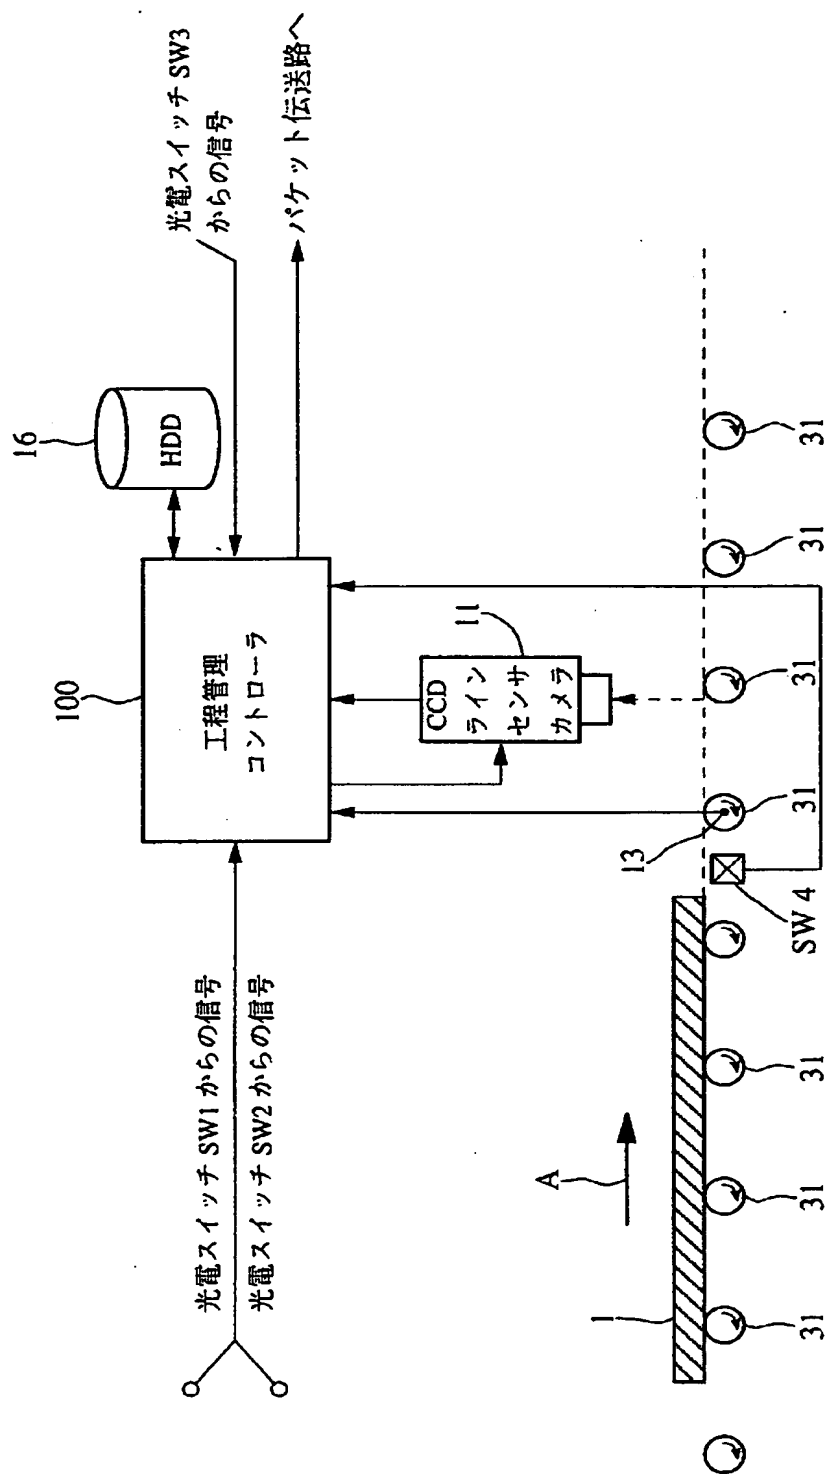 光電スイッチ SW3
からの信号
パケット伝送路へ
16
HDD
100
工程管理
コントローラ
光電スイッチ SW1 からの信号
光電スイッチ SW2 からの信号
11
CCD
ライン
センサ
カメラ
A
1
13
SW 4
31
31
31
31
31
31
31